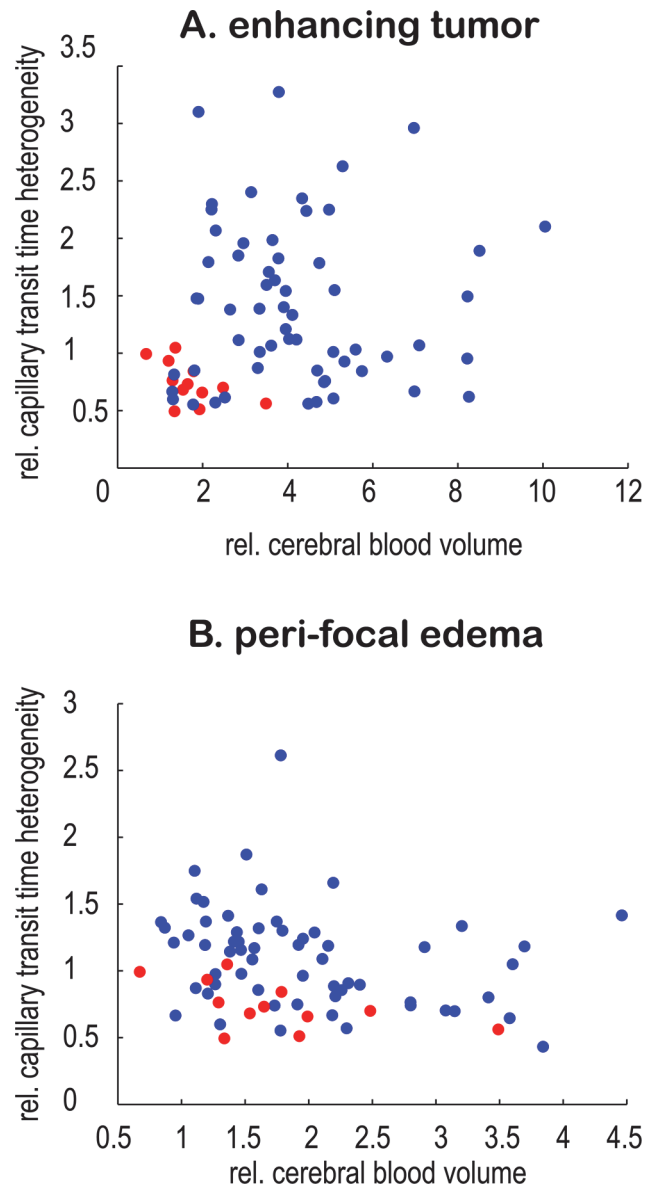 A. enhancing tumor
rel. capillary transit time heterogeneity
3.5
3
2.5
2
1.5
1
0.5
0 2 4 6 8 10 12
rel. cerebral blood volume
B. peri-focal edema
rel. capillary transit time heterogeneity
3
2.5
2
1.5
1
0.5
0
0.5 1 1.5 2 2.5 3 3.5 4 4.5
rel. cerebral blood volume